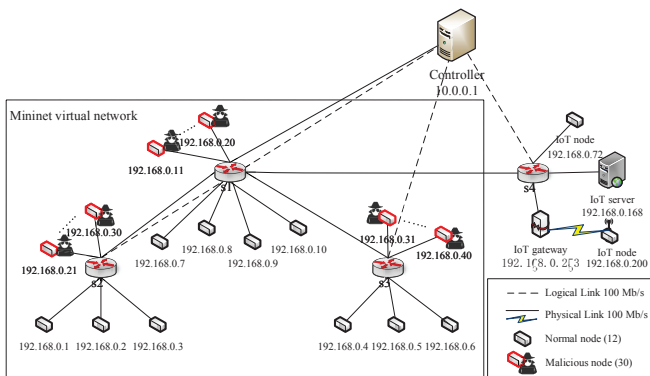 Controller
10.0.0.1
Mininet virtual network
192.168.0.20
192.168.0.11
s1
IoT node
192.168.0.72
s4
IoT server
192.168.0.168
IoT gateway
IoT node
192.168.0.200
192.168.0.30
192.168.0.21
s2
192.168.0.7
192.168.0.8
192.168.0.9
192.168.0.10
192.168.0.31
192.168.0.40
s3
192.168.0.1
192.168.0.2
192.168.0.3
192.168.0.4
192.168.0.5
192.168.0.6
Logical Link 100 Mb/s
Physical Link 100 Mb/s
Normal node (12)
Malicious node (30)